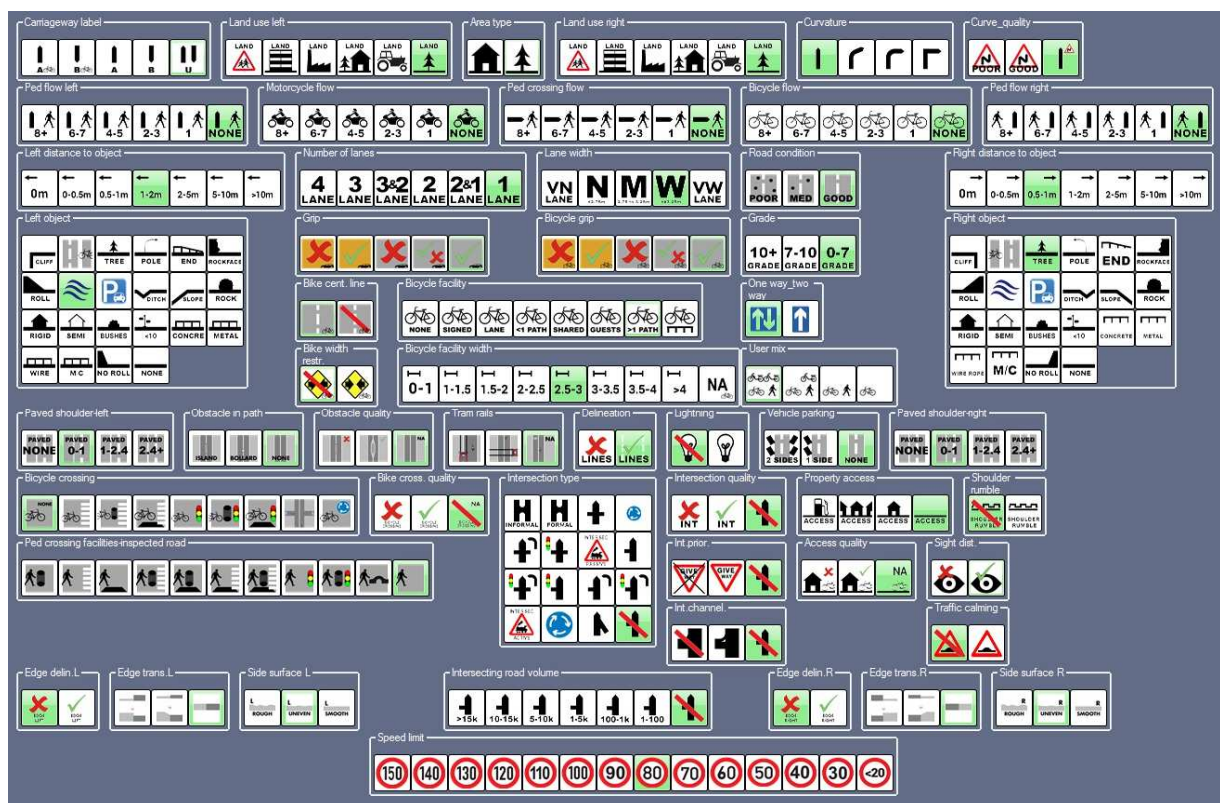 Carriageway label
A
B
A
B
U
Land use left
LAND LAND LAND LAND LAND LAND
Area type
Land use right
LAND LAND LAND LAND LAND LAND
Curvature
Curve_quality
POOR GOOD
Ped flow left
8+ 6-7 4-5 2-3 1 NONE
Motorcycle flow
8+ 6-7 4-5 2-3 1 NONE
Ped crossing flow
8+ 6-7 4-5 2-3 1 NONE
Bicycle flow
8+ 6-7 4-5 2-3 1 NONE
Ped flow right
8+ 6-7 4-5 2-3 1 NONE
Left distance to object
0m 0-0.5m 0.5-1m 1-2m 2-5m 5-10m >10m
Number of lanes
4 3 3&2 2 2&1 1
LANE LANE LANE LANE LANE LANE
Lane width
VN N M W VW
LANE LANE
Road condition
POOR MED GOOD
Right distance to object
0m 0-0.5m 0.5-1m 1-2m 2-5m 5-10m >10m
Left object
CLIFF TREE POLE END ROCKFACE
ROLL P DITCH SLOPE ROCK
RIGID SEMI BUSHES <10 CONCRE METAL
WIRE M C NO ROLL NONE
Grip
Bicycle grip
Grade
10+ 7-10 0-7
GRADE GRADE GRADE
Right object
CLIFF TREE POLE END ROCKFACE
ROLL P DITCH SLOPE ROCK
RIGID SEMI BUSHES <10 CONCRETE METAL
WIRE ROPE M/C NO ROLL NONE
Bike cent. line
Bicycle facility
NONE SIGNED LANE <1 PATH SHARED GUESTS >1 PATH
One way_two
way
Bike width
restr.
Bicycle facility width
0-1 1-1.5 1.5-2 2-2.5 2.5-3 3-3.5 3.5-4 >4 NA
User mix
Paved shoulder-left
PAVED PAVED PAVED PAVED
NONE 0-1 1-2.4 2.4+
Obstacle in path
ISLAND BOLLARD NONE
Obstacle quality
NA
Tram rails
NA
Delineation
LINES LINES
Lightning
Vehicle parking
2 SIDES 1 SIDE NONE
Paved shoulder-right
PAVED PAVED PAVED PAVED
NONE 0-1 1-2.4 2.4+
Bicycle crossing
NONE
Bike cross. quality
NA
Intersection type
H H
INFORMAL FORMAL
INTERSEC
PASSIVE
INTERSEC
ACTIVE
Intersection quality
INT INT
Property access
ACCESS ACCESS ACCESS ACCESS
Shoulder
rumble
SHOULDER SHOULDER
RUMBLE RUMBLE
Ped crossing facilities-inspected road
Int.prior.
GIVE WAY GIVE WAY
Access quality
NA
Sight dist.
Int.channel.
Traffic calming
Edge delin.L
EDGE LEFT EDGE LEFT
Edge trans.L
Side surface L
L L L
ROUGH UNEVEN SMOOTH
Intersecting road volume
>15k 10-15k 5-10k 1-5k 100-1k 1-100
Edge delin.R
EDGE RIGHT EDGE RIGHT
Edge trans.R
Side surface R
R R R
ROUGH UNEVEN SMOOTH
Speed limit
150 140 130 120 110 100 90 80 70 60 50 40 30 <20